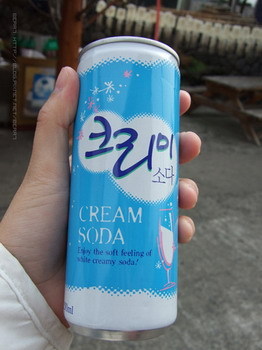 크리미
소다
CREAM
SODA
Enjoy the soft feeling of
white creamy soda!